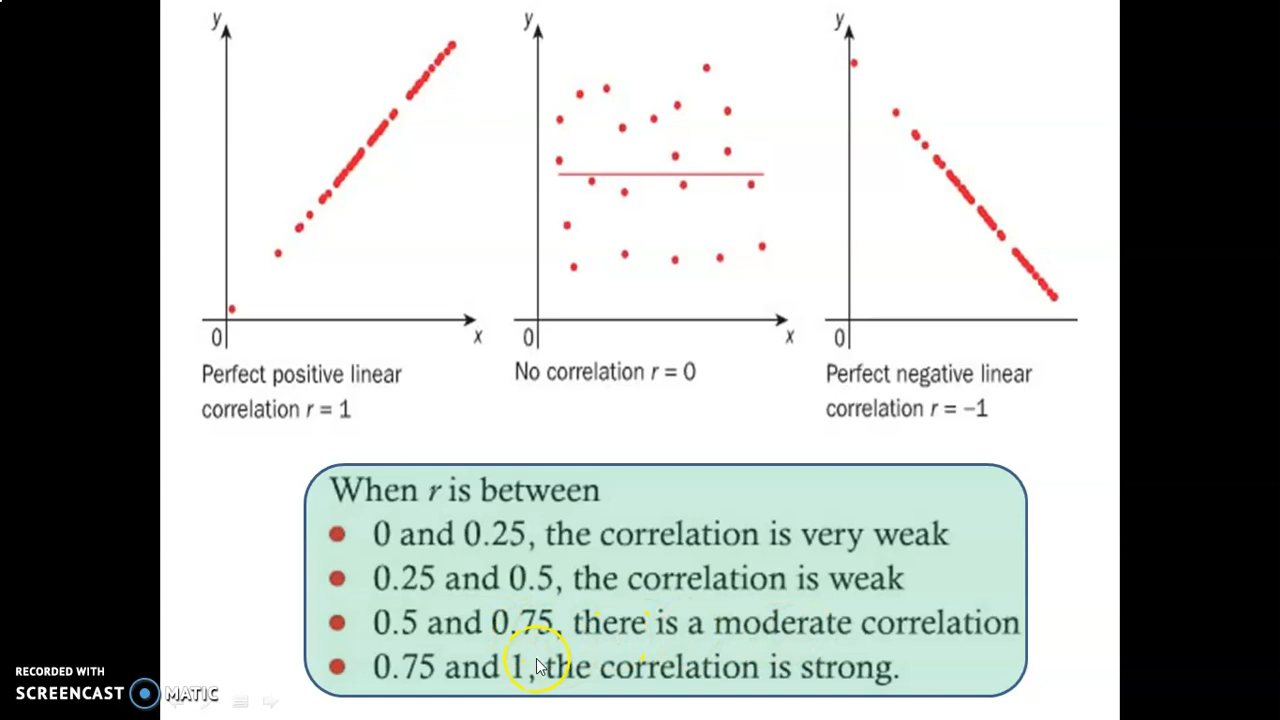 y
y
y
0
x
0
x
0
Perfect positive linear
correlation r = 1
No correlation r = 0
Perfect negative linear
correlation r = –1
When r is between
0 and 0.25, the correlation is very weak
0.25 and 0.5, the correlation is weak
0.5 and 0.75, there is a moderate correlation
0.75 and 1, the correlation is strong.
RECORDED WITH
SCREENCAST MATIC